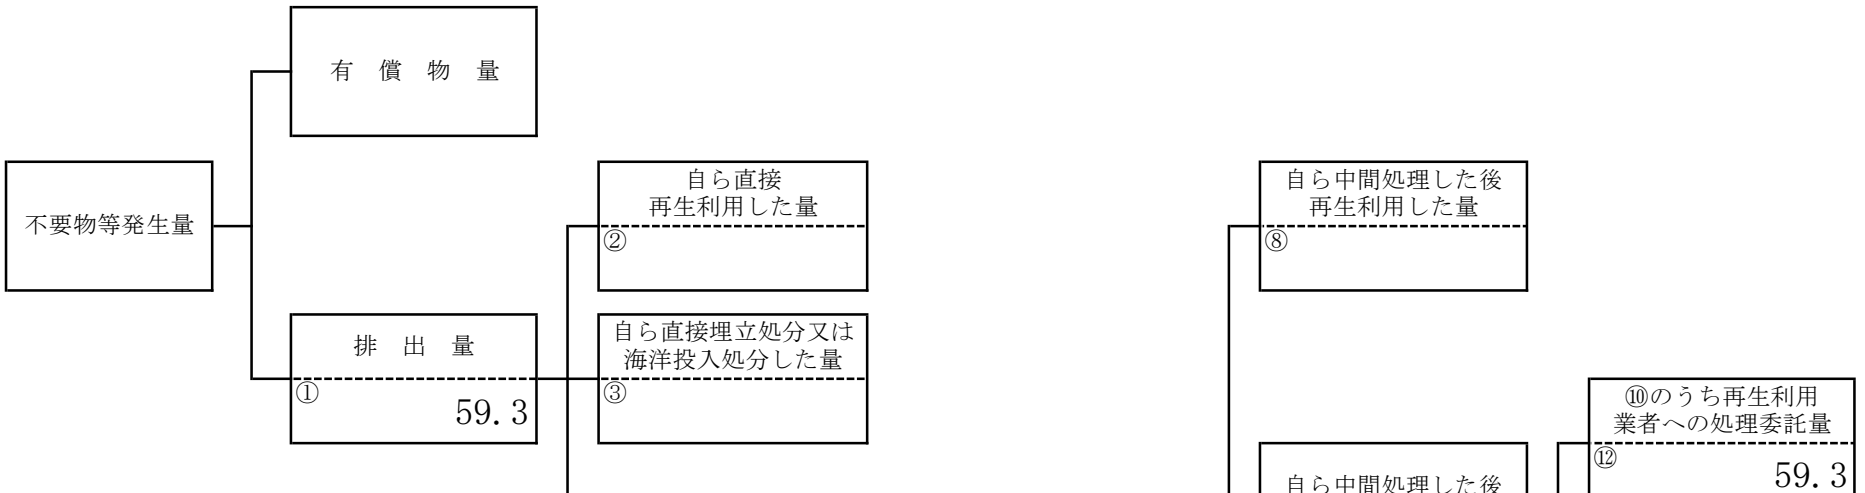 有 償 物 量
不要物等発生量
自ら直接
再生利用した量
②
自ら中間処理した後
再生利用した量
⑧
排 出 量
①
59.3
自ら直接埋立処分又は
海洋投入処分した量
③
⑩のうち再生利用
業者への処理委託量
⑫
59.3
自ら中間処理した後